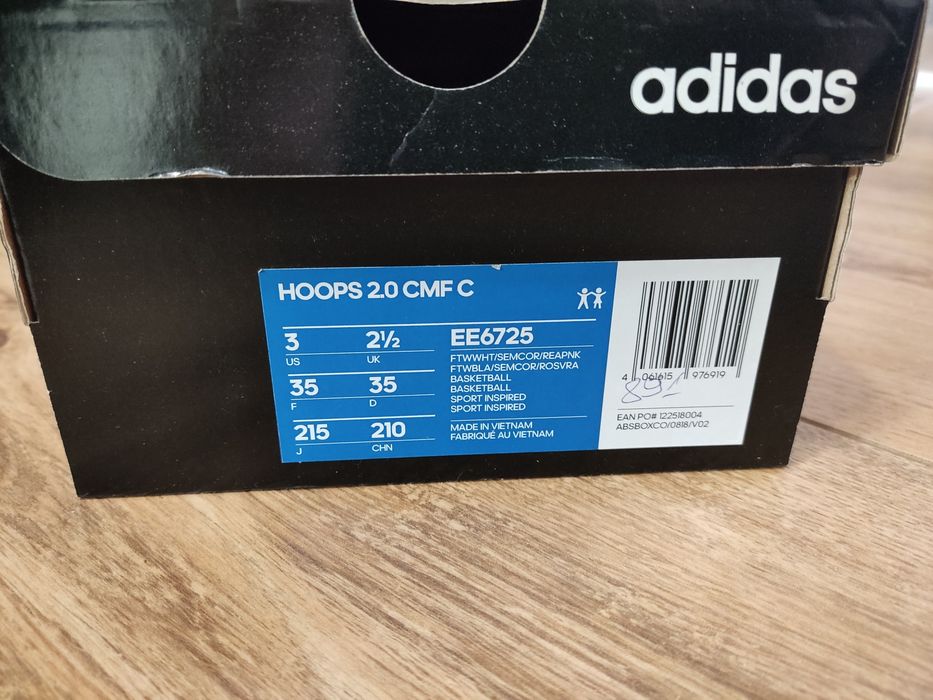 adidas
HOOPS 2.0 CMF C
3
US
2½
UK
35
F
35
D
215
J
210
CHN
EE6725
FTWWHT/SEMCOR/REAPNK
FTWBLA/SEMCOR/ROSVRA
BASKETBALL
BASKETBALL
SPORT INSPIRED
SPORT INSPIRED
MADE IN VIETNAM
FABRIQUÉ AU VIETNAM
4 061615 976919
89,-
EAN PO# 122518004
ABSBOXCO/0818/V02